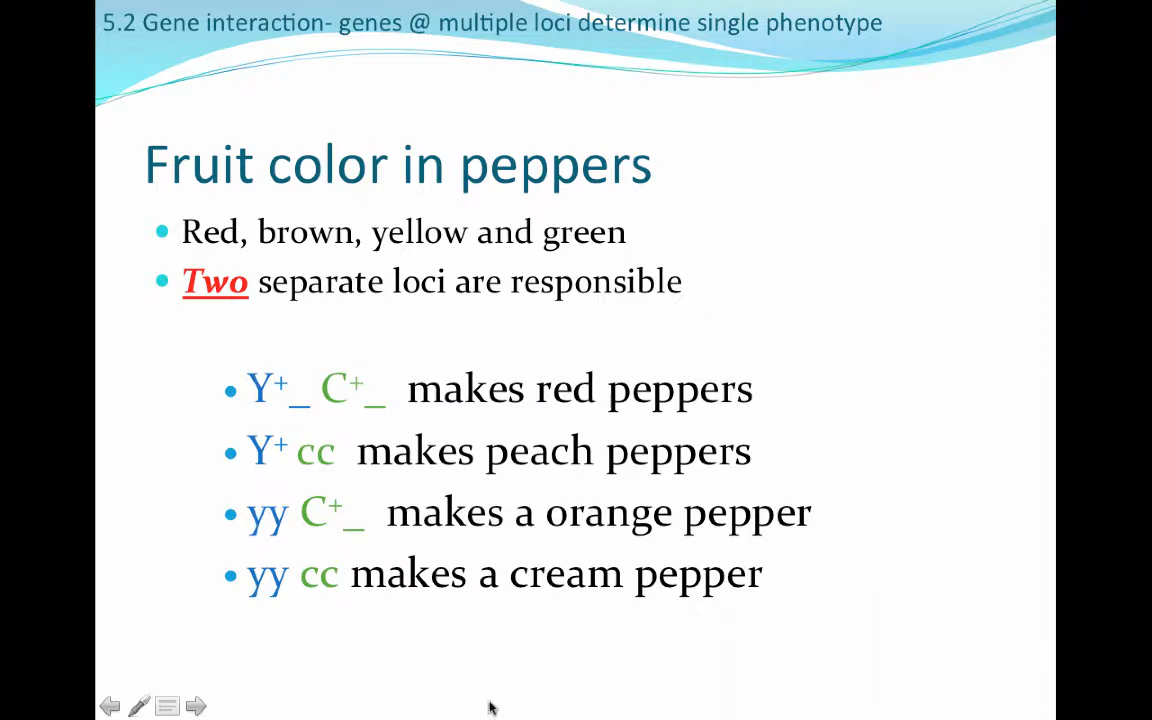 5.2 Gene interaction- genes @ multiple loci determine single phenotype
Fruit color in peppers
• Red, brown, yellow and green
• Two separate loci are responsible
• Y⁺_ C⁺_ makes red peppers
• Y⁺ cc makes peach peppers
• yy C⁺_ makes a orange pepper
• yy cc makes a cream pepper